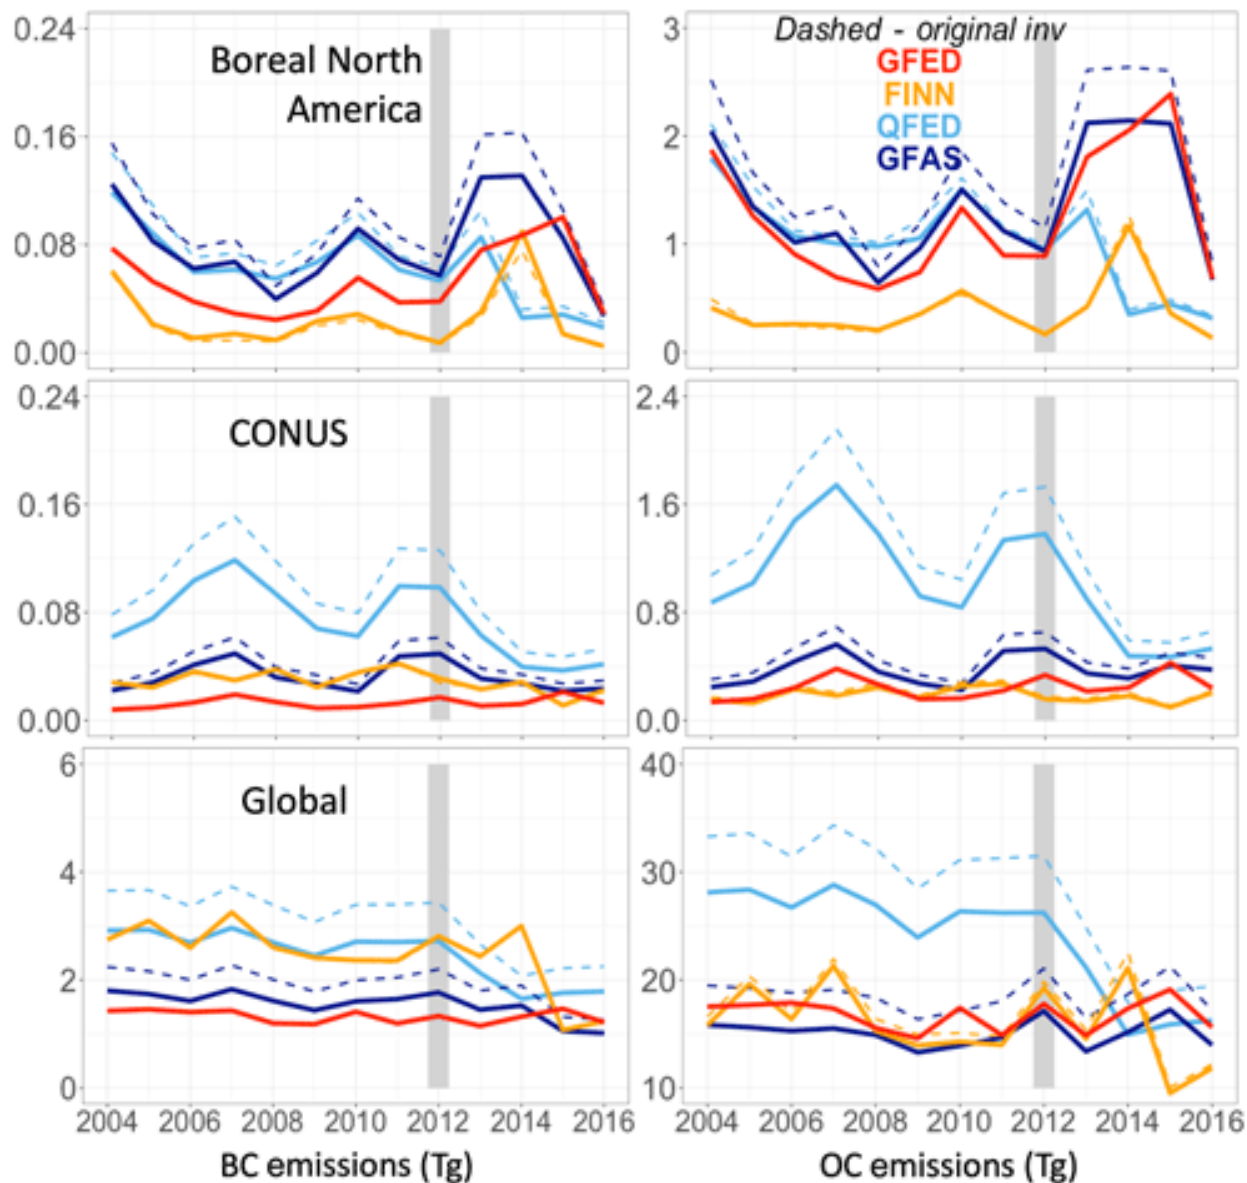 0.24
0.16
0.08
0.00
Boreal North
America
3
2
1
0
Dashed - original inv
GFED
FINN
QFED
GFAS
0.24
0.16
0.08
0.00
CONUS
2.4
1.6
0.8
0.0
6
4
2
0
Global
40
30
20
10
2004 2006 2008 2010 2012 2014 2016
2004 2006 2008 2010 2012 2014 2016
BC emissions (Tg)
OC emissions (Tg)